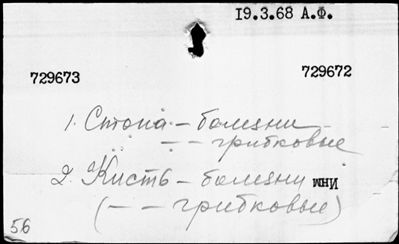 19.3.68 А.Ф.
729673
729672
1. Стопа – болезни
– – грибковые
2. Кисть – болезни
(– – грибковые)
56